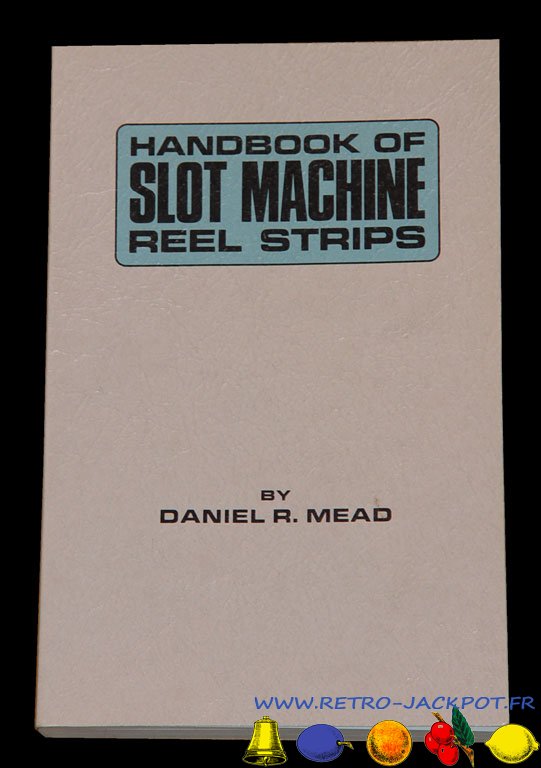 HANDBOOK OF
SLOT MACHINE
REEL STRIPS
BY
DANIEL R. MEAD
WWW.RETRO-JACKPOT.FR